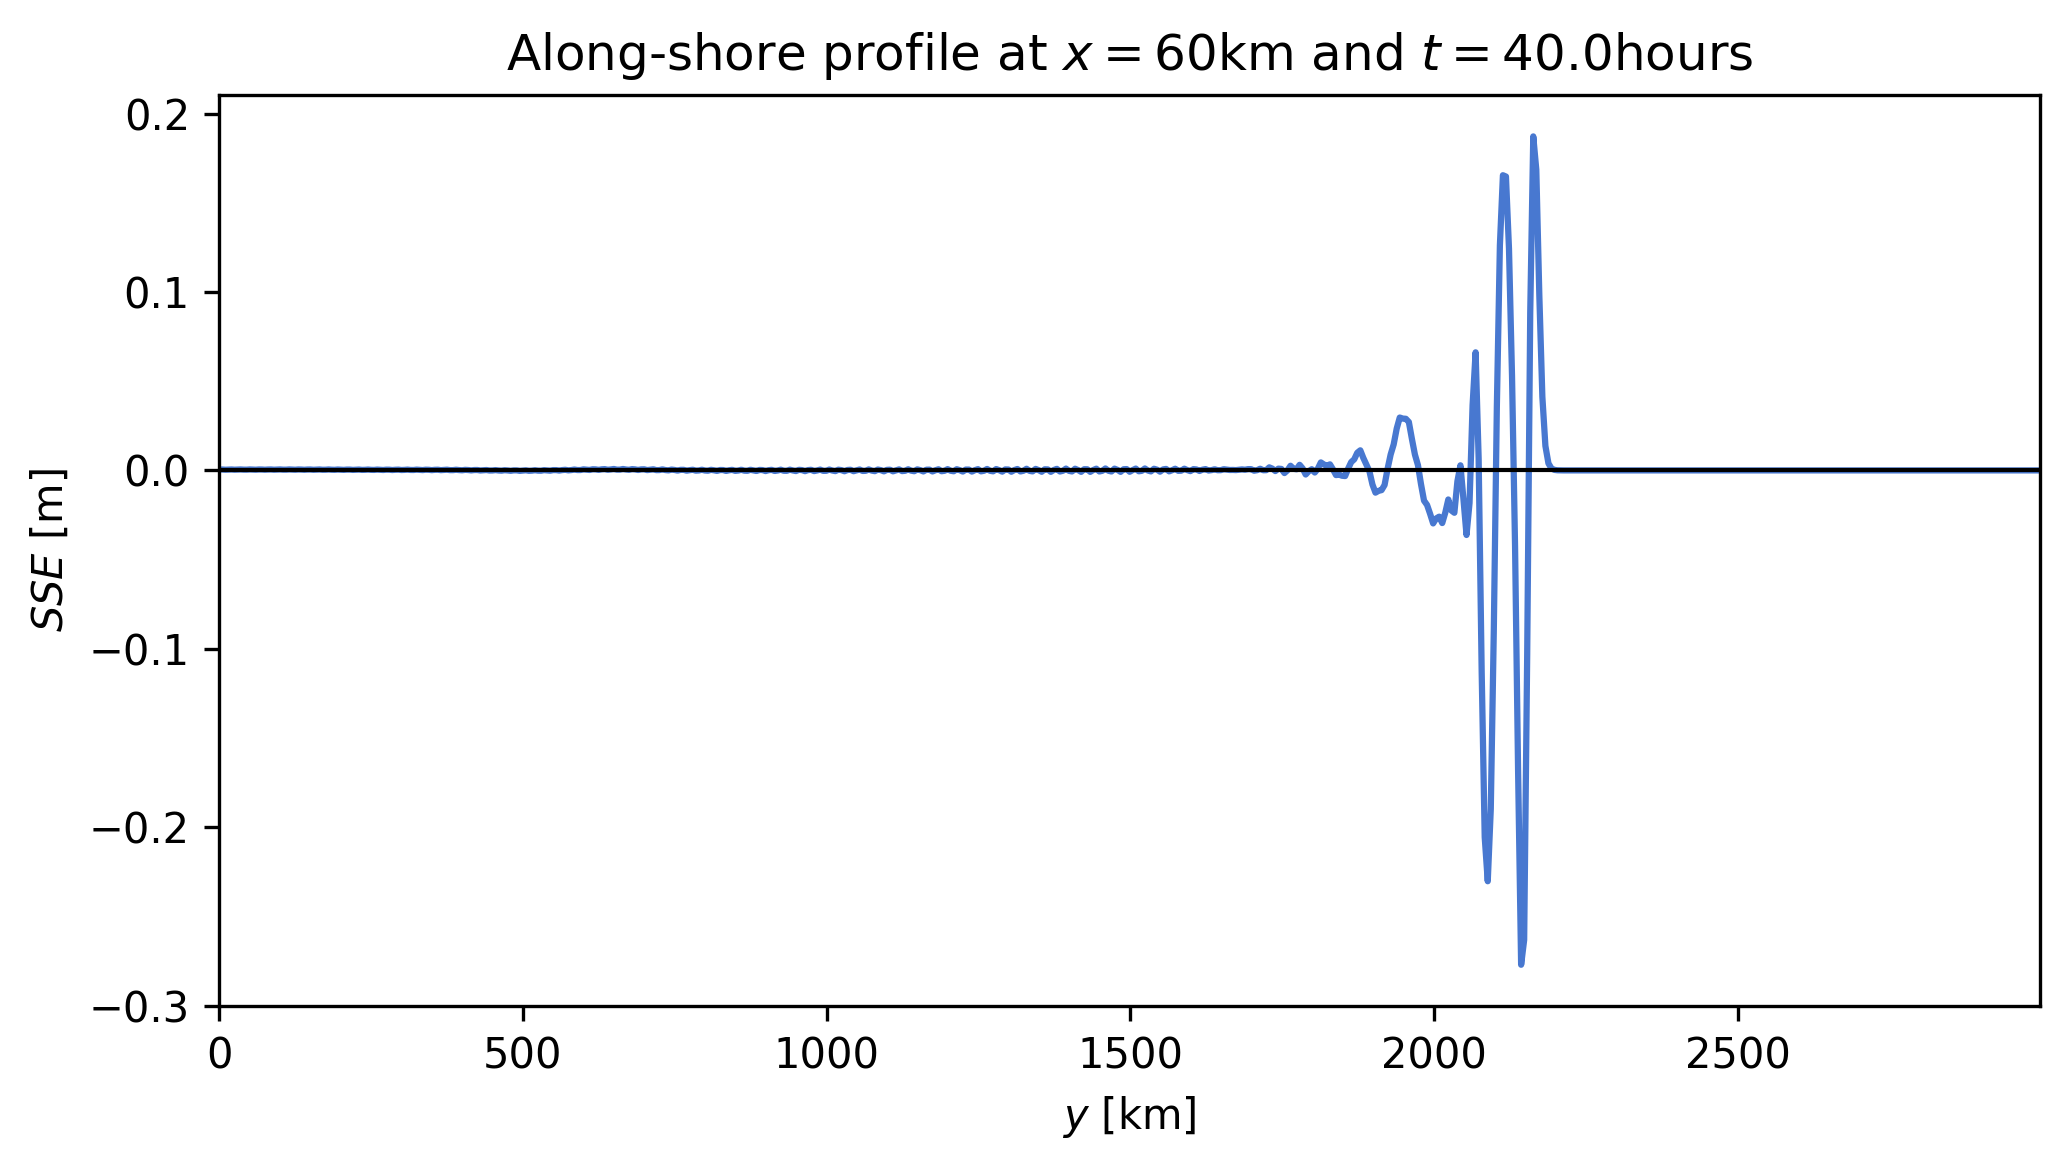 Along-shore profile at x = 60km and t = 40.0hours
0.2
0.1
0.0
−0.1
−0.2
−0.3
SSE [m]
0 500 1000 1500 2000 2500
y [km]